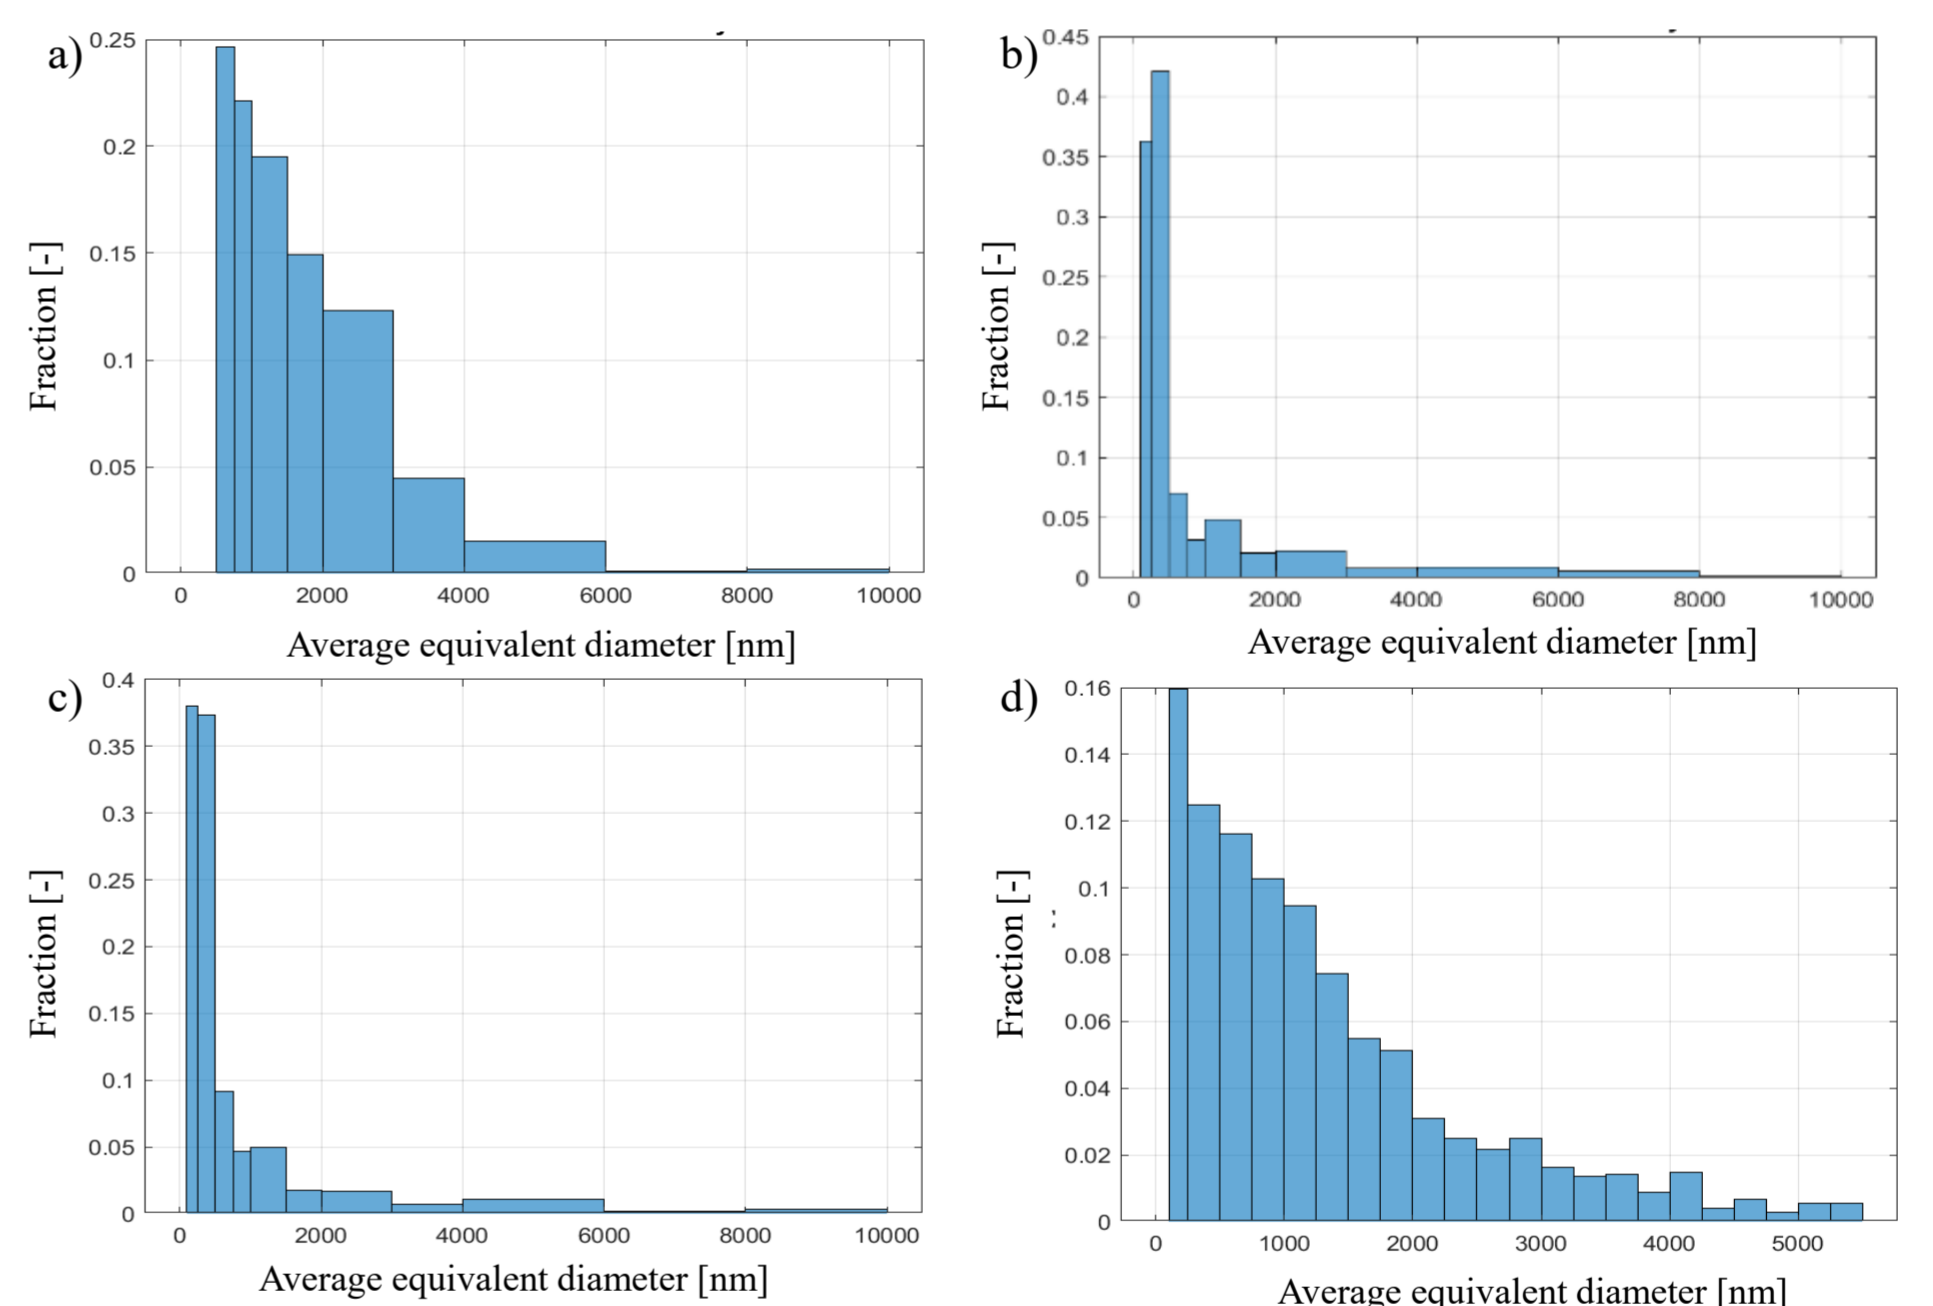 a)
0.25
0.2
0.15
0.1
0.05
0
Fraction [-]
0 2000 4000 6000 8000 10000
Average equivalent diameter [nm]
b)
0.45
0.4
0.35
0.3
0.25
0.2
0.15
0.1
0.05
0
Fraction [-]
0 2000 4000 6000 8000 10000
Average equivalent diameter [nm]
c)
0.4
0.35
0.3
0.25
0.2
0.15
0.1
0.05
0
Fraction [-]
0 2000 4000 6000 8000 10000
Average equivalent diameter [nm]
d)
0.16
0.14
0.12
0.1
0.08
0.06
0.04
0.02
0
Fraction [-]
0 1000 2000 3000 4000 5000
Average equivalent diameter [nm]